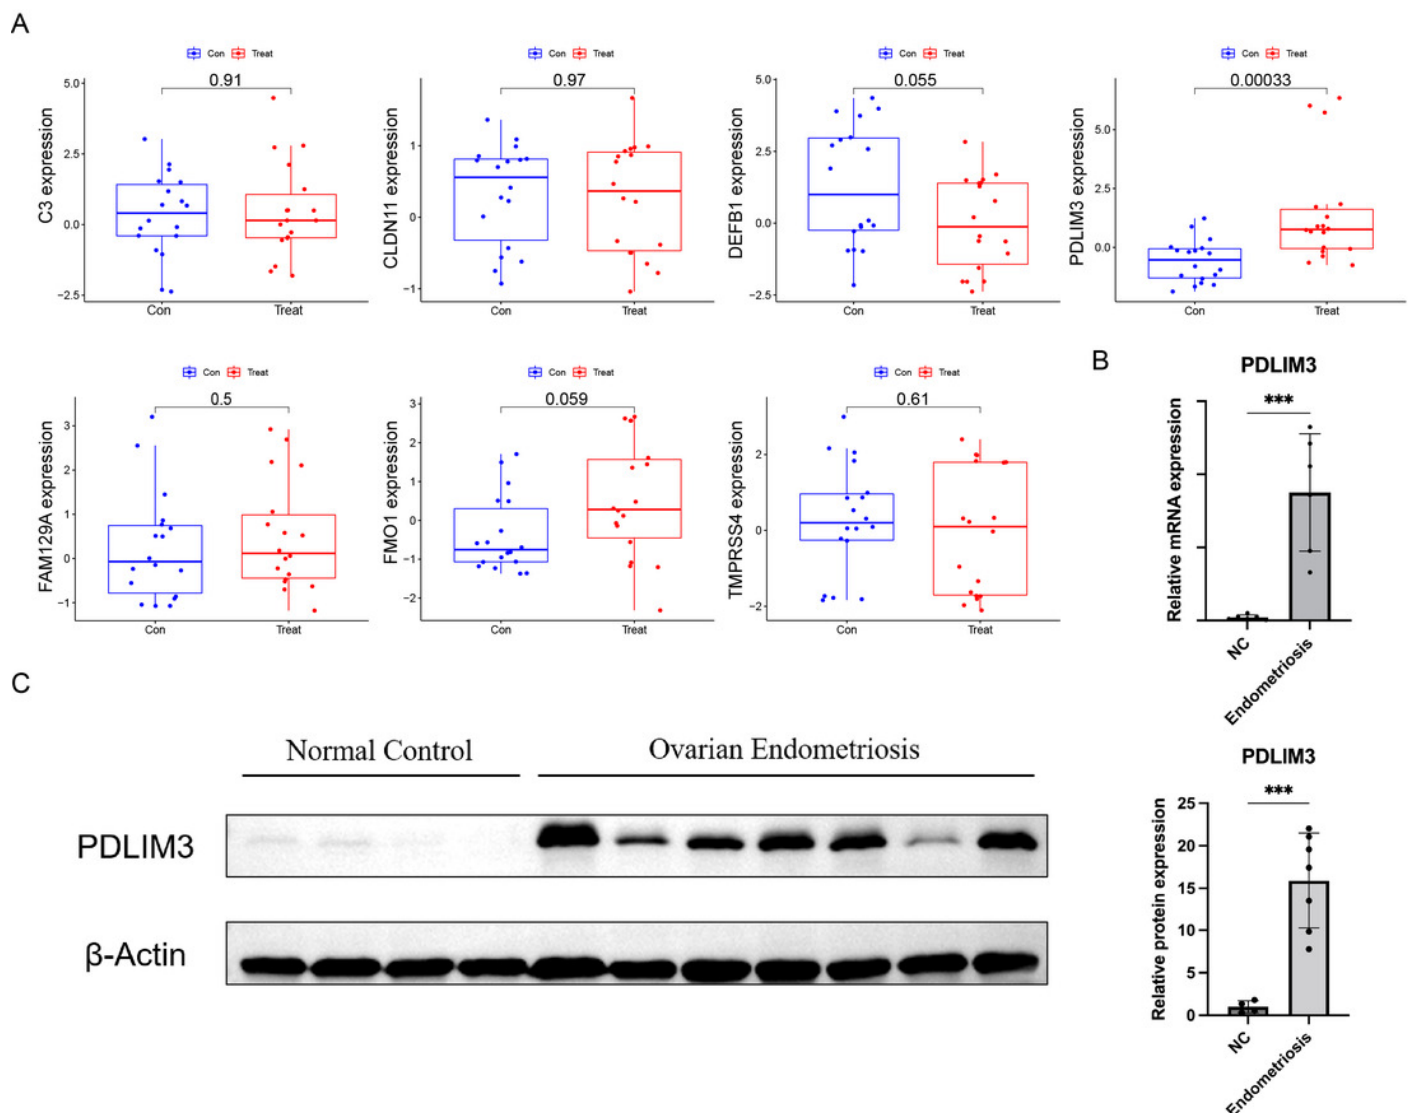 A
Con Treat
0.91
C3 expression
5.0
2.5
0.0
−2.5
Con Treat
Con Treat
0.97
CLDN11 expression
1
0
−1
Con Treat
Con Treat
0.055
DEFB1 expression
5.0
2.5
0.0
−2.5
Con Treat
Con Treat
0.00033
PDLIM3 expression
5.0
2.5
0.0
Con Treat
Con Treat
0.5
FAM129A expression
3
2
1
0
−1
Con Treat
Con Treat
0.059
FMO1 expression
3
2
1
0
−1
−2
Con Treat
Con Treat
0.61
TMPRSS4 expression
2
0
−2
Con Treat
B
PDLIM3
***
Relative mRNA expression
NC
Endometriosis
C
Normal Control
Ovarian Endometriosis
PDLIM3
β-Actin
PDLIM3
***
Relative protein expression
25
20
15
10
5
0
NC
Endometriosis